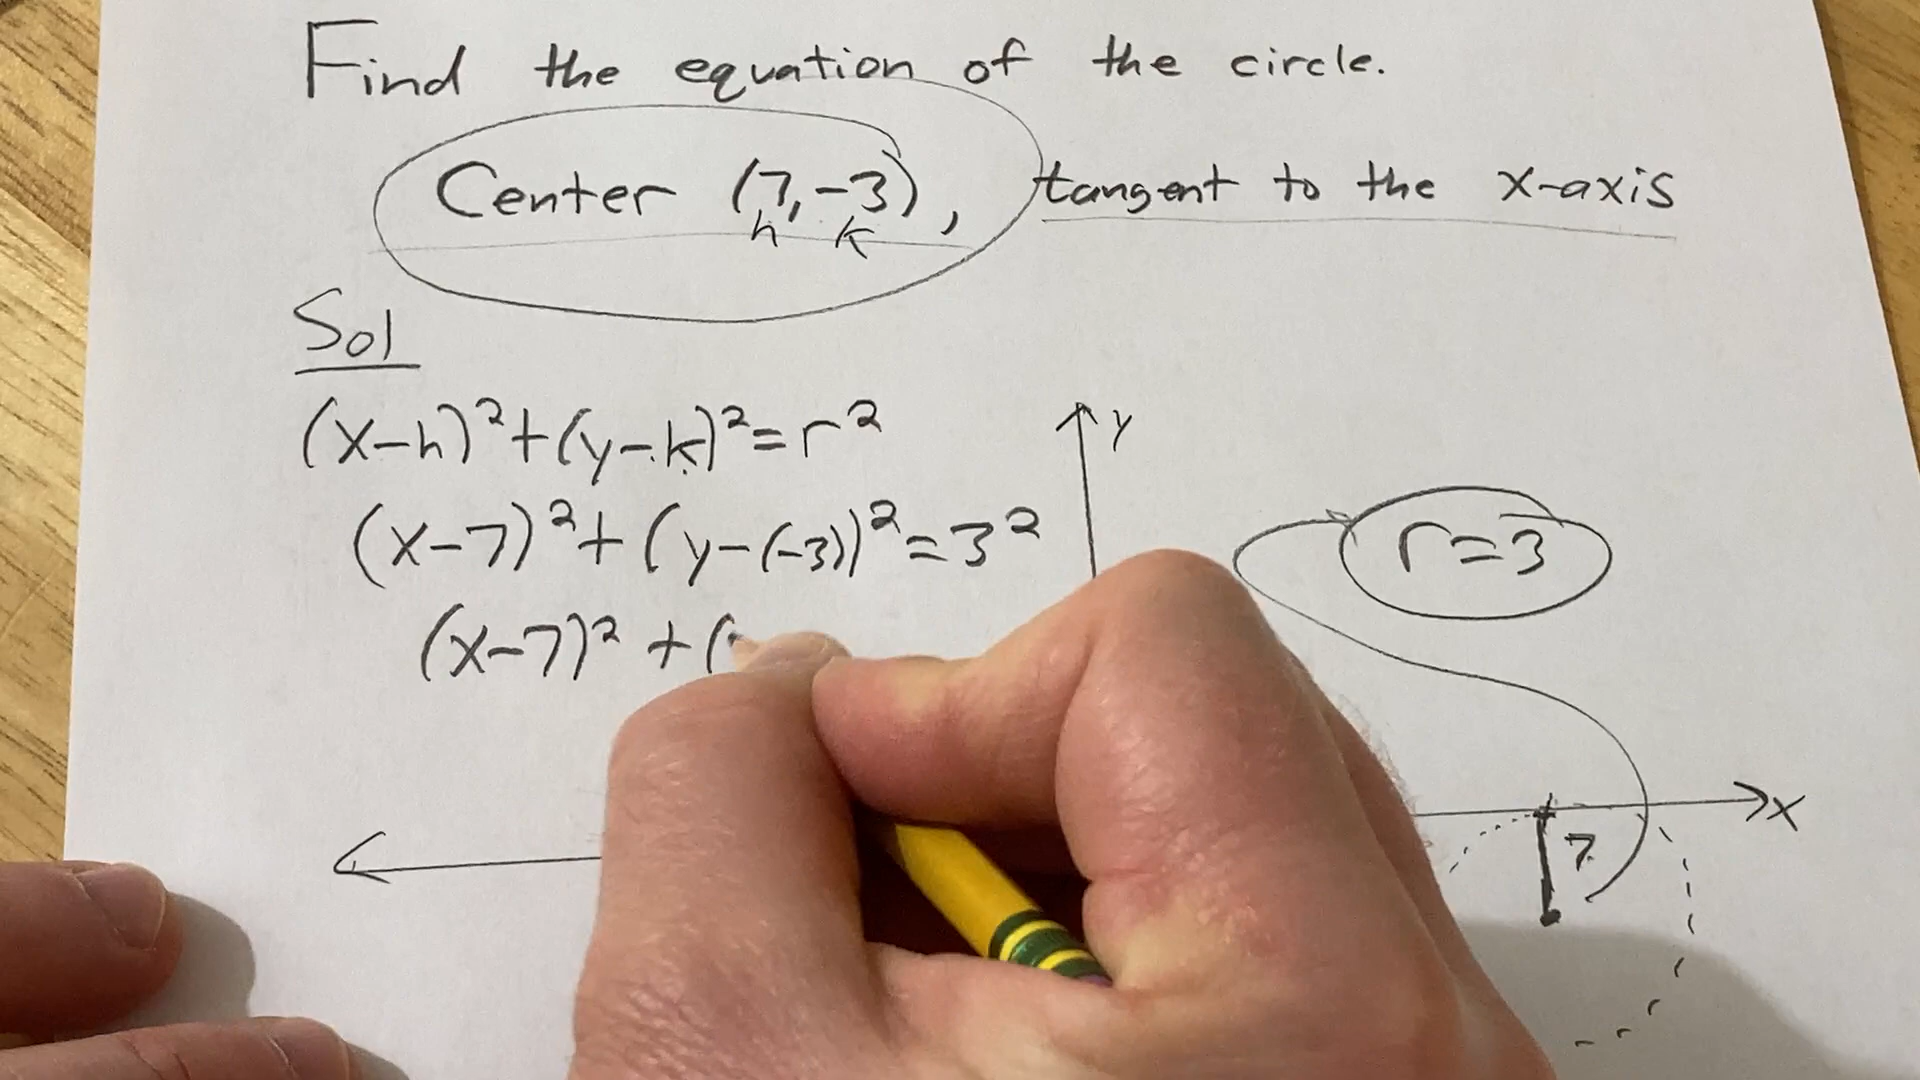 Find the equation of the circle.
Center (7,-3), tangent to the x-axis
h k
Sol
(x-h)²+(y-k)²=r²
y
(x-7)²+(y-(-3))²=3²
r=3
(x-7)² + (
x
7